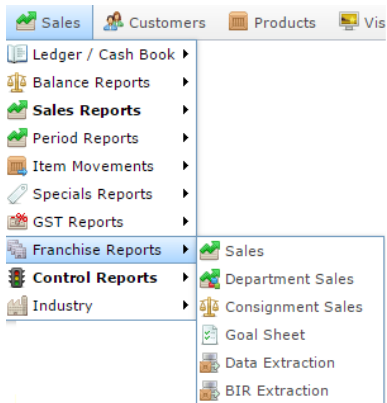 Sales Customers Products Vis
Ledger / Cash Book
Balance Reports
Sales Reports
Period Reports
Item Movements
Specials Reports
GST Reports
Franchise Reports
Control Reports
Industry
Sales
Department Sales
Consignment Sales
Goal Sheet
Data Extraction
BIR Extraction